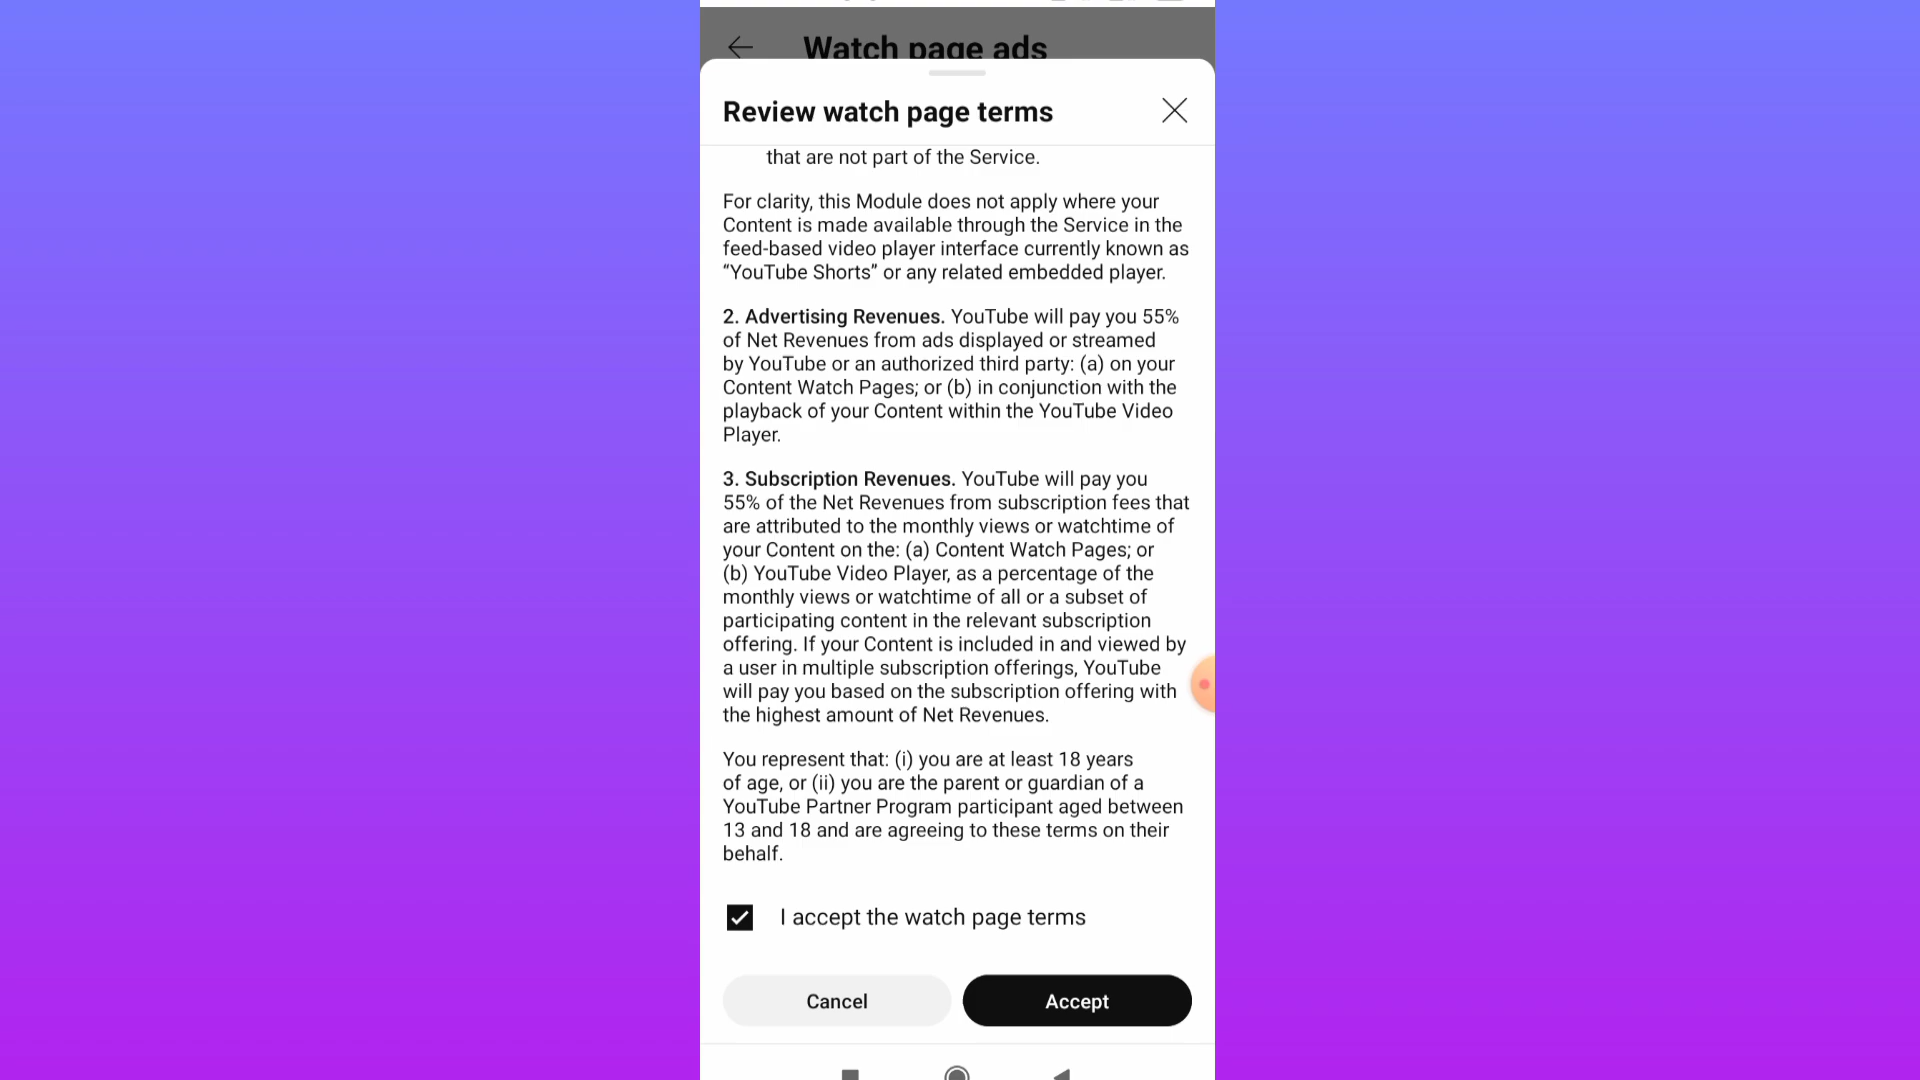 Watch page ads
Review watch page terms
that are not part of the Service.
For clarity, this Module does not apply where your
Content is made available through the Service in the
feed-based video player interface currently known as
“YouTube Shorts” or any related embedded player.
2. Advertising Revenues. YouTube will pay you 55%
of Net Revenues from ads displayed or streamed
by YouTube or an authorized third party: (a) on your
Content Watch Pages; or (b) in conjunction with the
playback of your Content within the YouTube Video
Player.
3. Subscription Revenues. YouTube will pay you
55% of the Net Revenues from subscription fees that
are attributed to the monthly views or watchtime of
your Content on the: (a) Content Watch Pages; or
(b) YouTube Video Player, as a percentage of the
monthly views or watchtime of all or a subset of
participating content in the relevant subscription
offering. If your Content is included in and viewed by
a user in multiple subscription offerings, YouTube
will pay you based on the subscription offering with
the highest amount of Net Revenues.
You represent that: (i) you are at least 18 years
of age, or (ii) you are the parent or guardian of a
YouTube Partner Program participant aged between
13 and 18 and are agreeing to these terms on their
behalf.
I accept the watch page terms
Cancel
Accept